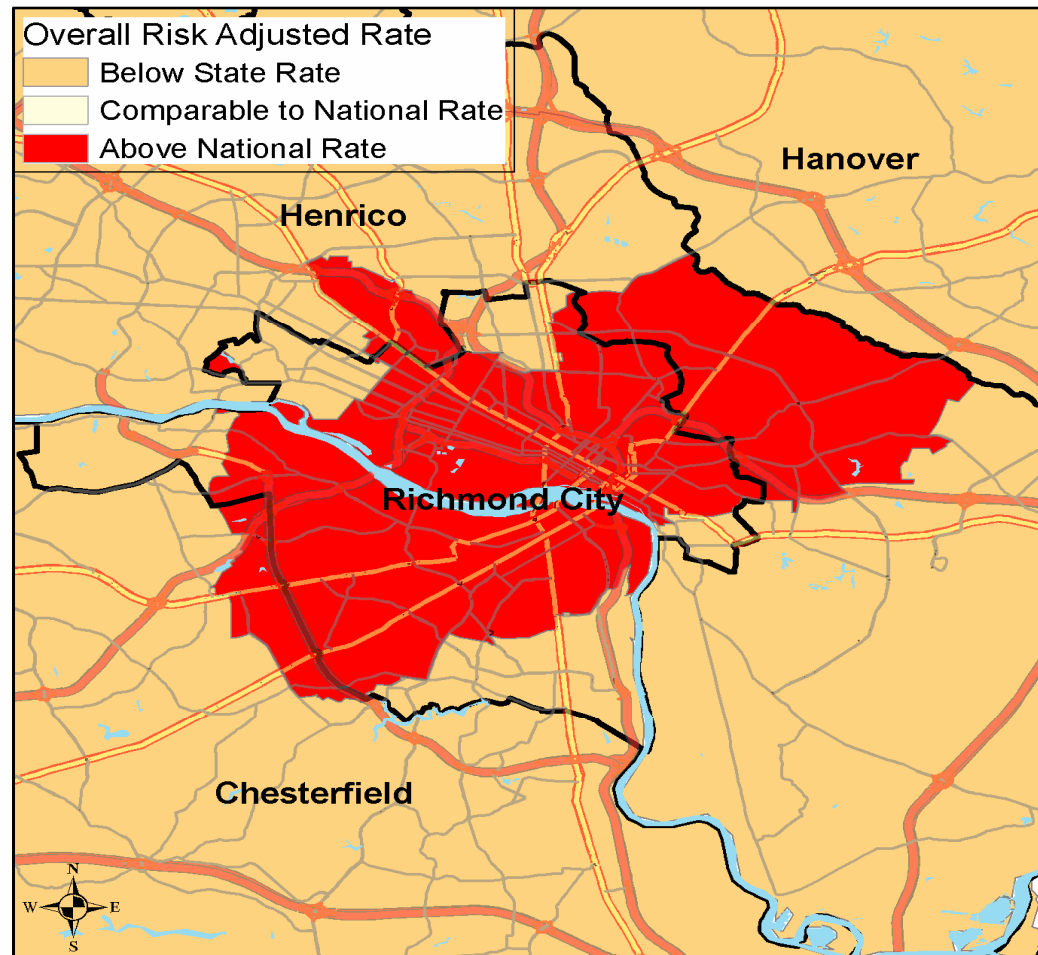 Overall Risk Adjusted Rate
Below State Rate
Comparable to National Rate
Above National Rate
Hanover
Henrico
Richmond City
Chesterfield
N
W E
S